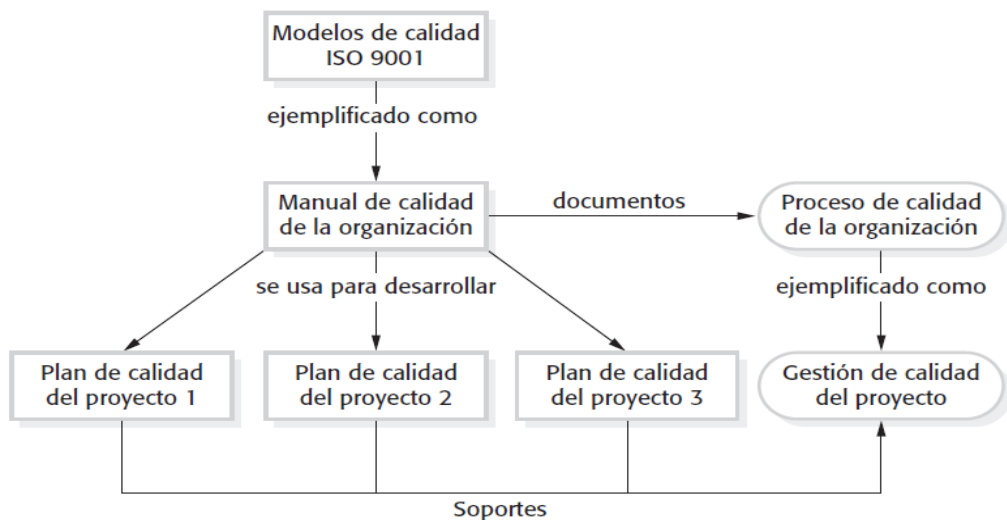 Modelos de calidad
ISO 9001
ejemplificado como
Manual de calidad
de la organización
documentos
Proceso de calidad
de la organización
se usa para desarrollar
ejemplificado como
Plan de calidad
del proyecto 1
Plan de calidad
del proyecto 2
Plan de calidad
del proyecto 3
Gestión de calidad
del proyecto
Soportes